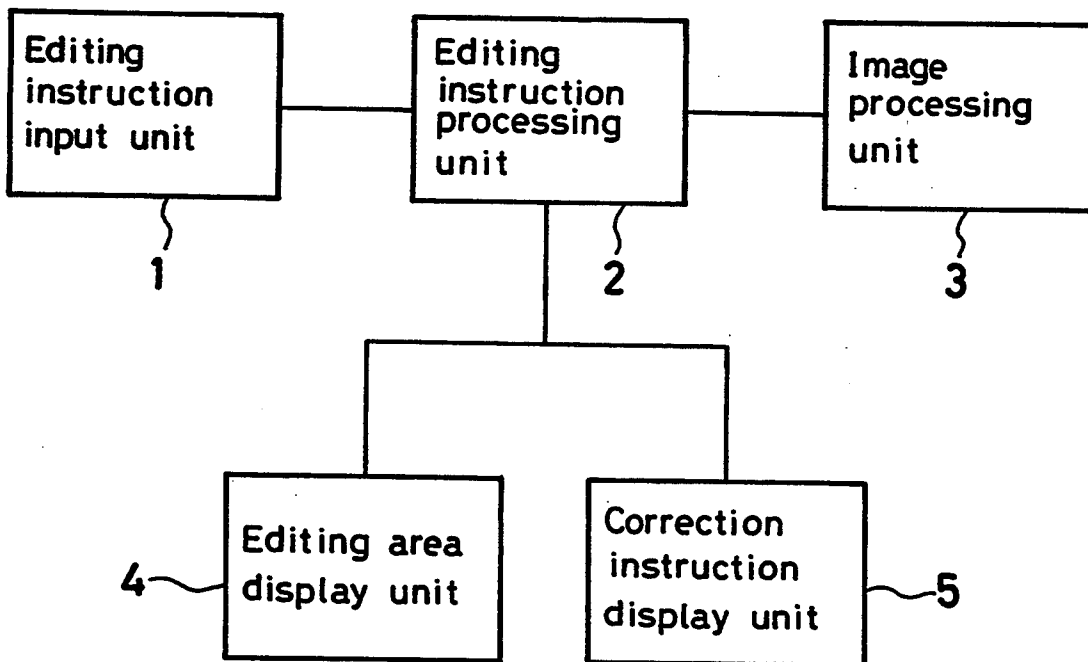 Editing
instruction
input unit
Editing
instruction
processing
unit
Image
processing
unit
1
2
3
Editing area
display unit
Correction
instruction
display unit
4
5